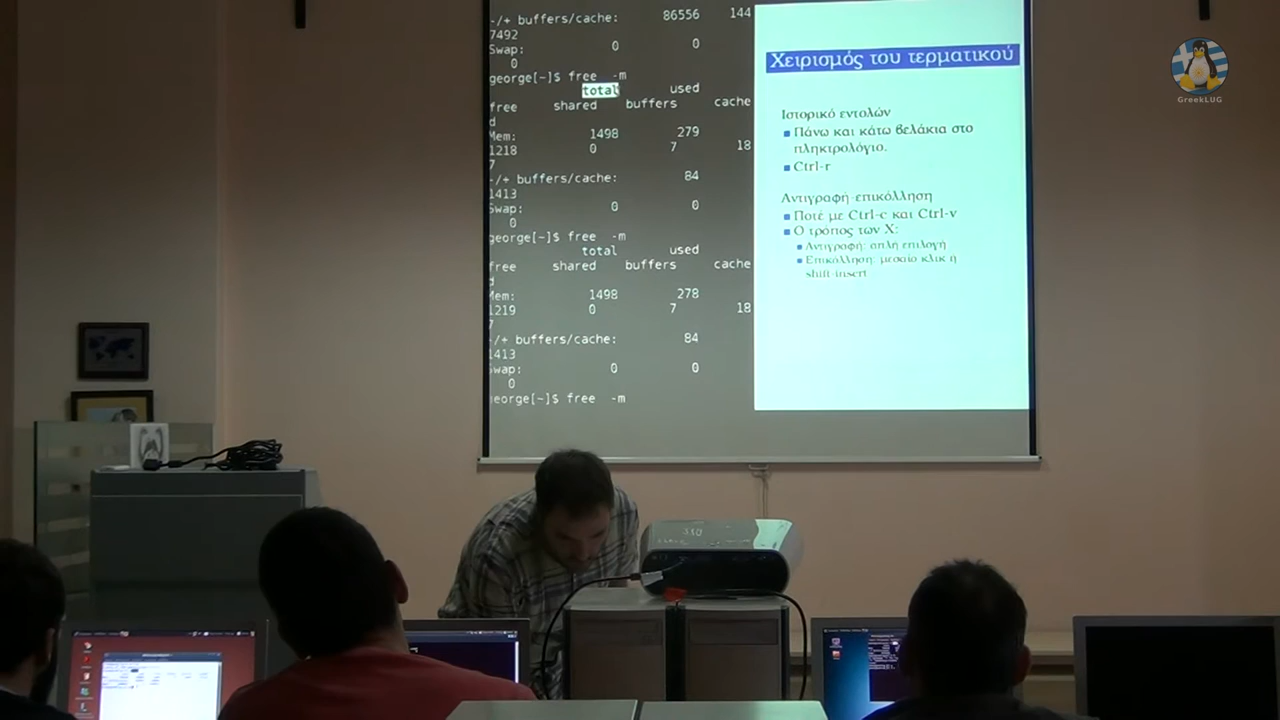 -/+ buffers/cache: 86556 144
7492
Swap: 0 0
0
george[~]$ free -m
total used
free shared buffers cache
d
Mem: 1498 279
1218 0 7 18
7
-/+ buffers/cache: 84
1413
Swap: 0 0
0
george[~]$ free -m
total used
free shared buffers cache
d
Mem: 1498 278
1219 0 7 18
7
-/+ buffers/cache: 84
1413
Swap: 0 0
0
george[~]$ free -m
Χειρισμός του τερματικού
Ιστορικό εντολών
Πάνω και κάτω βελάκια στο
πληκτρολόγιο.
Ctrl-r
Αντιγραφή-επικόλληση
Ποτέ με Ctrl-c και Ctrl-v
Ο τρόπος των X:
Αντιγραφή: απλή επιλογή
Επικόλληση: μεσαίο κλικ ή
shift-insert
GreekLUG